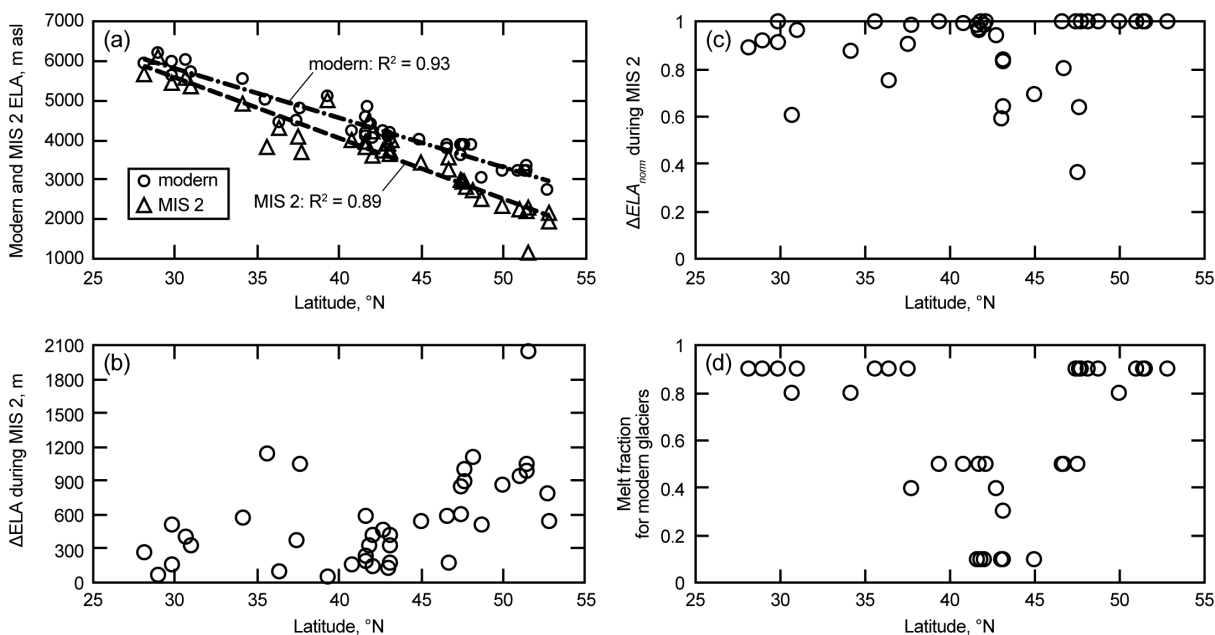 (a)
Modern and MIS 2 ELA, m asl
7000
6000
5000
4000
3000
2000
1000
modern: R² = 0.93
MIS 2: R² = 0.89
modern
MIS 2
25 30 35 40 45 50 55
Latitude, °N
(b)
ΔELA during MIS 2, m
2100
1800
1500
1200
900
600
300
0
25 30 35 40 45 50 55
Latitude, °N
(c)
ΔELAnorm during MIS 2
1
0.8
0.6
0.4
0.2
0
25 30 35 40 45 50 55
Latitude, °N
(d)
Melt fraction
for modern glaciers
1
0.8
0.6
0.4
0.2
0
25 30 35 40 45 50 55
Latitude, °N